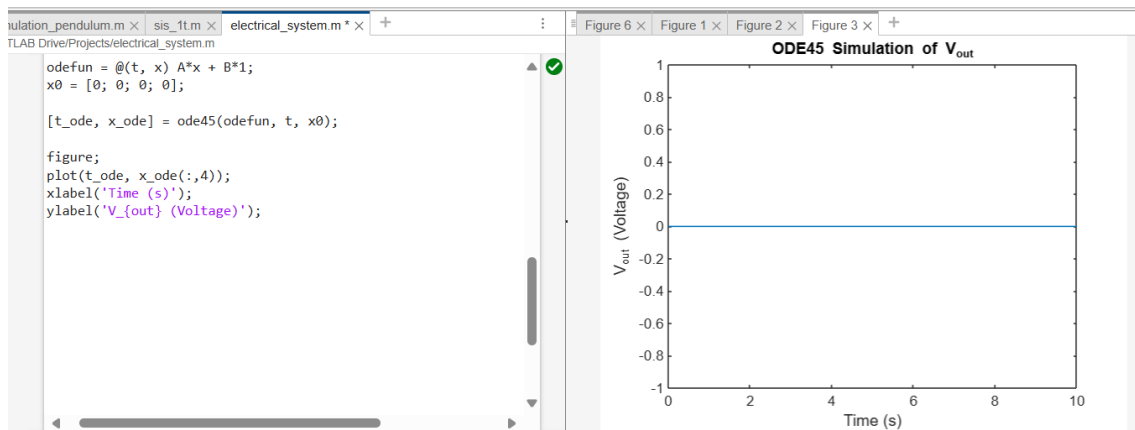 nulation_pendulum.m × sis_1t.m × electrical_system.m * × +
TLAB Drive/Projects/electrical_system.m
odefun = @(t, x) A*x + B*1;
x0 = [0; 0; 0; 0];
[t_ode, x_ode] = ode45(odefun, t, x0);
figure;
plot(t_ode, x_ode(:,4));
xlabel('Time (s)');
ylabel('V_{out} (Voltage)');
Figure 6 × Figure 1 × Figure 2 × Figure 3 × +
ODE45 Simulation of Vout
1
0.8
0.6
0.4
0.2
0
-0.2
-0.4
-0.6
-0.8
-1
Vout (Voltage)
0 2 4 6 8 10
Time (s)